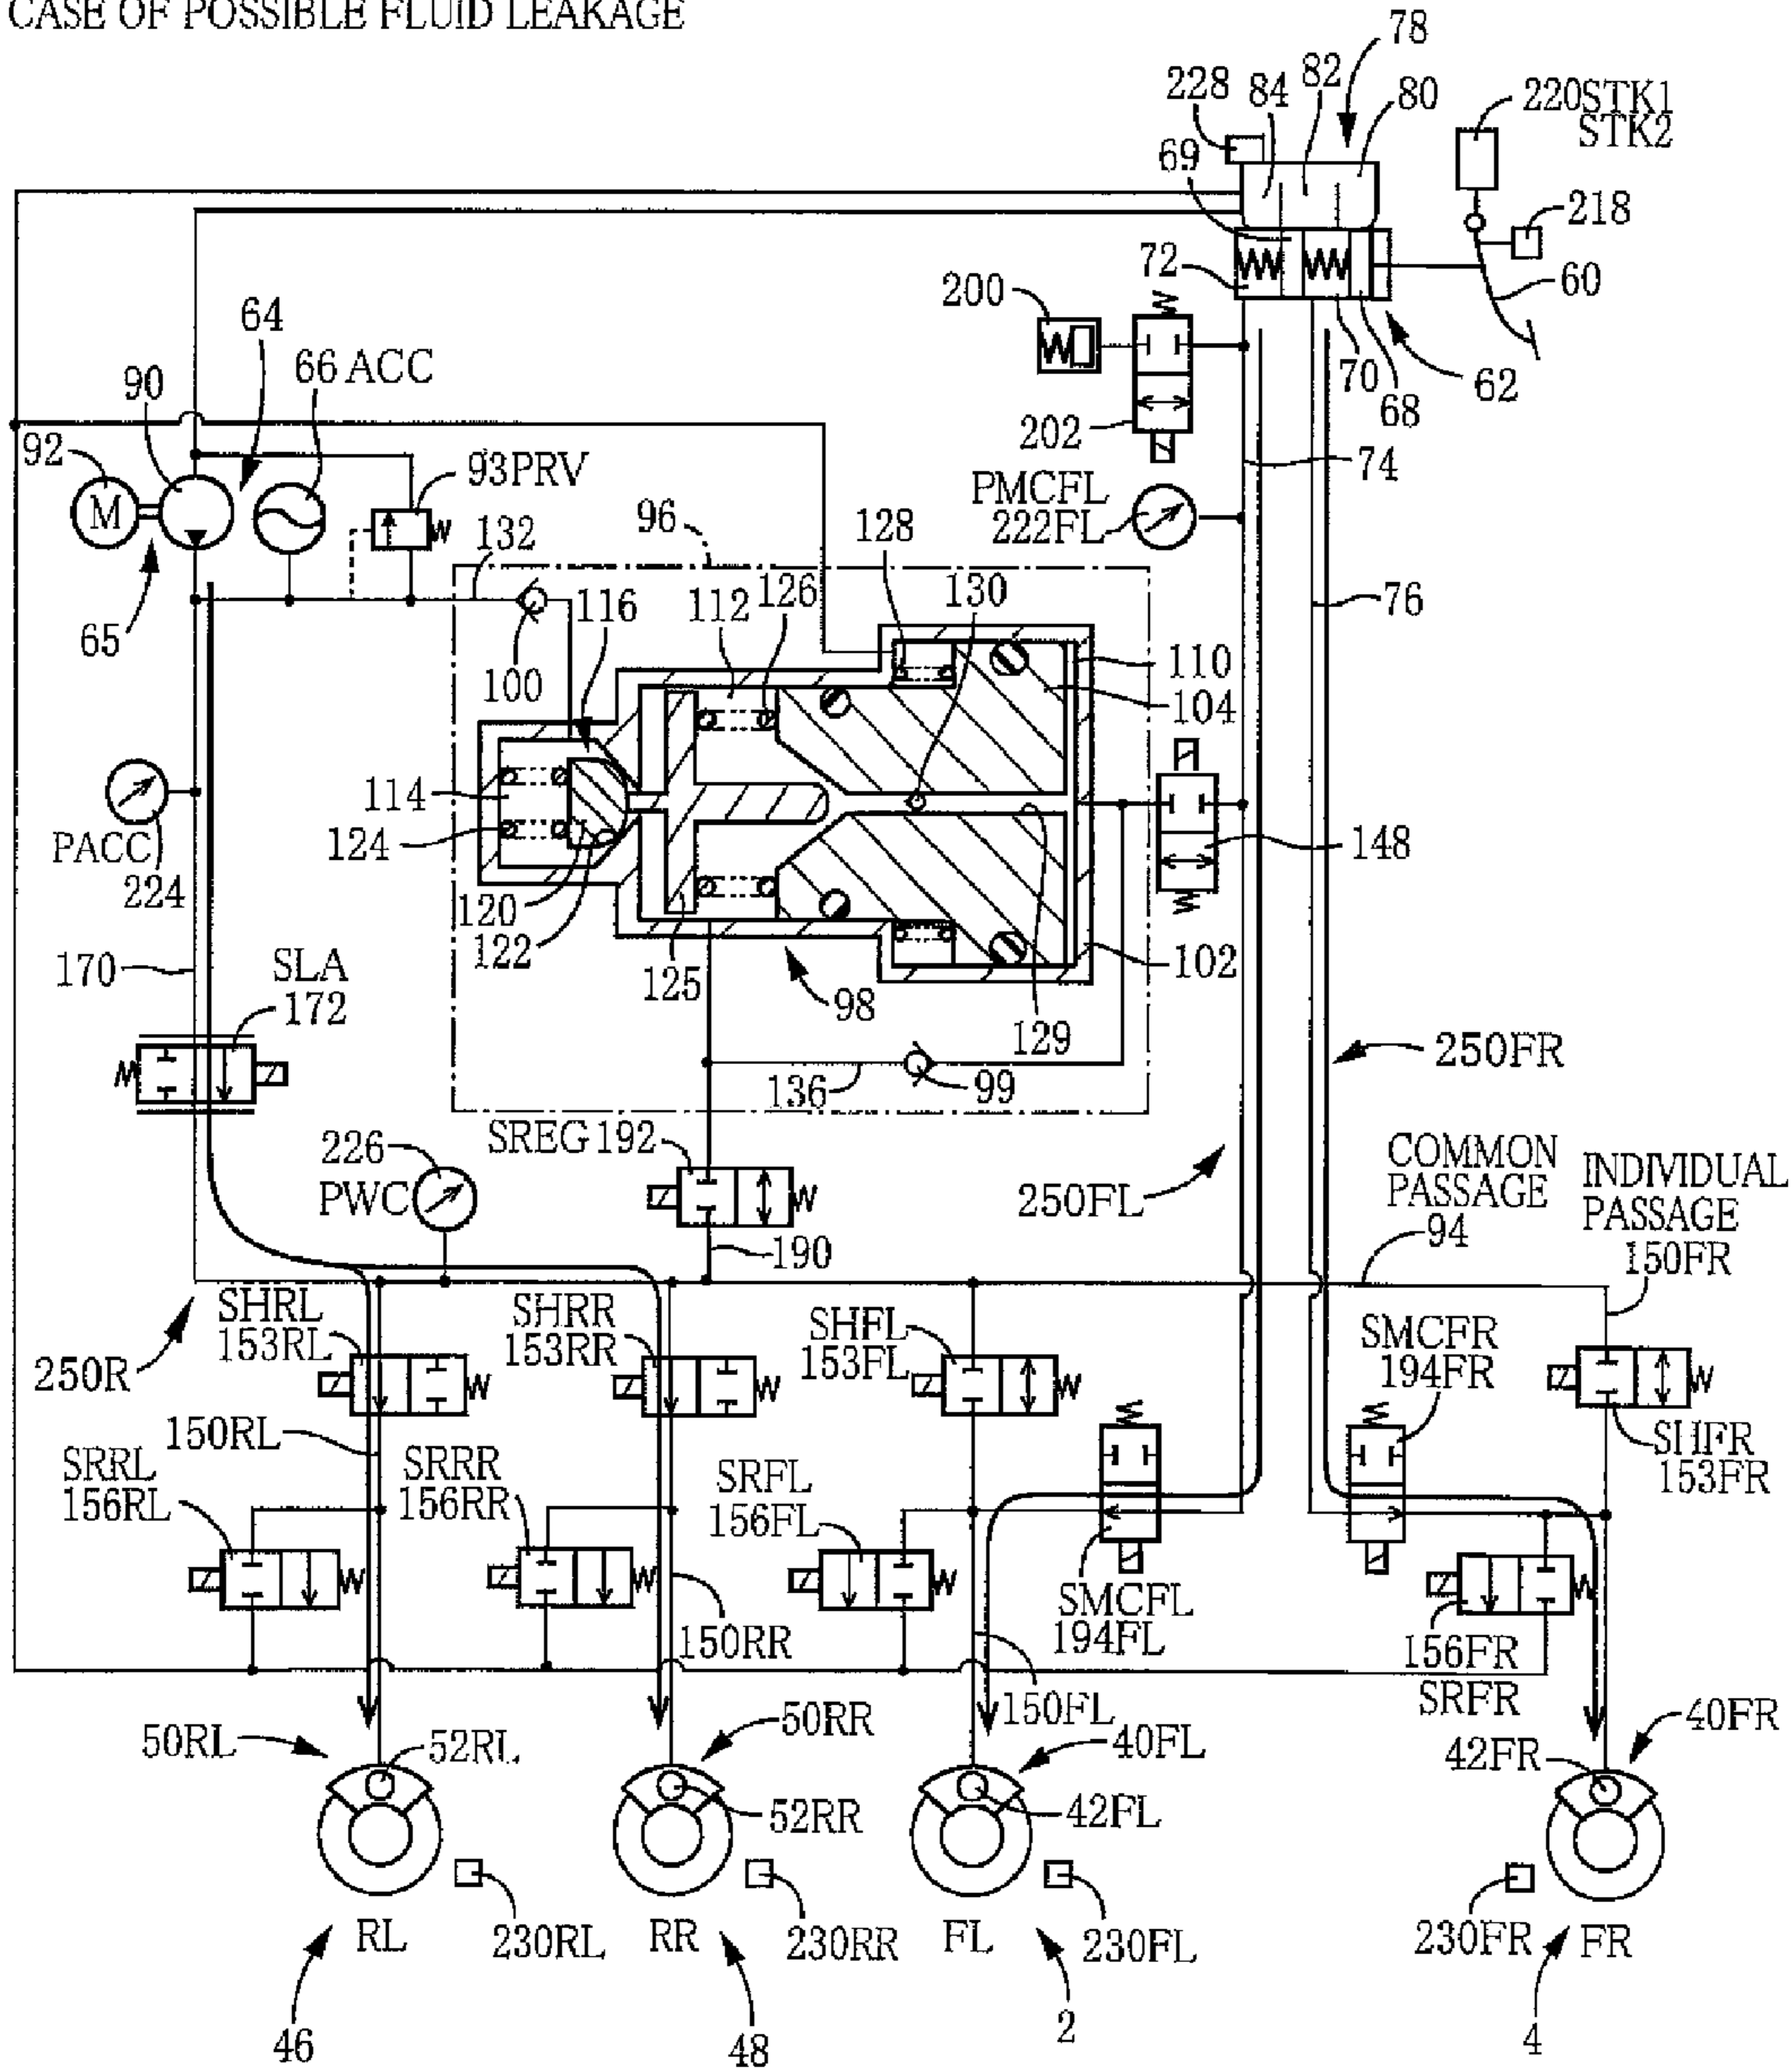 CASE OF POSSIBLE FLUID LEAKAGE
78
82
228
84
80
220STK1
STK2
69
218
72
60
200
64
66 ACC
90
70
68
62
202
92
93PRV
74
M
PMCFL
222FL
96
132
128
116
112
126
130
76
65
110
100
104
114
148
PACC
224
124
120
122
102
170
SLA
172
125
98
129
250FR
136
99
226
PWC
SREG 192
COMMON
PASSAGE
94
INDIVIDUAL
PASSAGE
150FR
250FL
190
SHRL
153RL
SHRR
153RR
SHFL
153FL
SMCFR
194FR
250R
150RL
SHFR
153FR
SRRL
156RL
SRRR
156RR
SRFL
156FL
SMCFL
194FL
150RR
156FR
SRFR
150FL
50RL
52RL
50RR
40FL
40FR
42FR
52RR
42FL
RL
230RL
RR
230RR
FL
230FL
230FR
FR
46
48
2
4